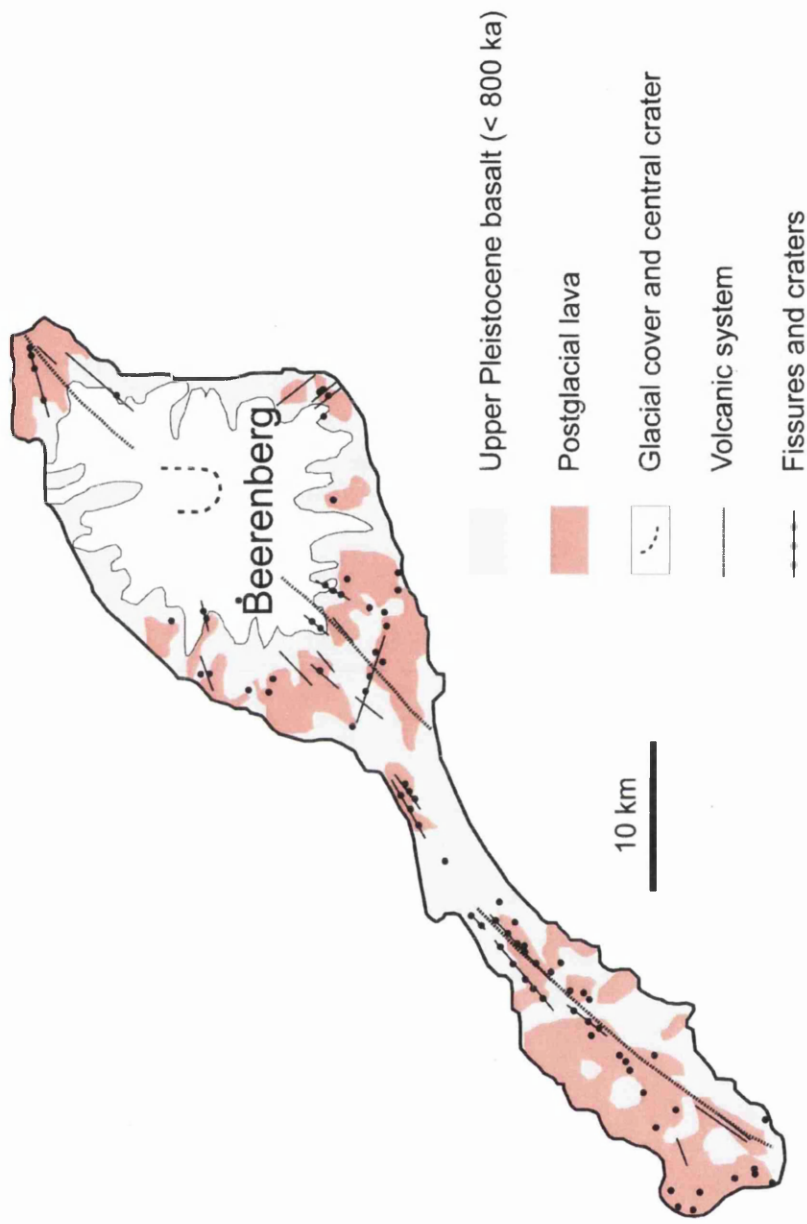 Beerenberg
10 km
Upper Pleistocene basalt (< 800 ka)
Postglacial lava
Glacial cover and central crater
Volcanic system
Fissures and craters